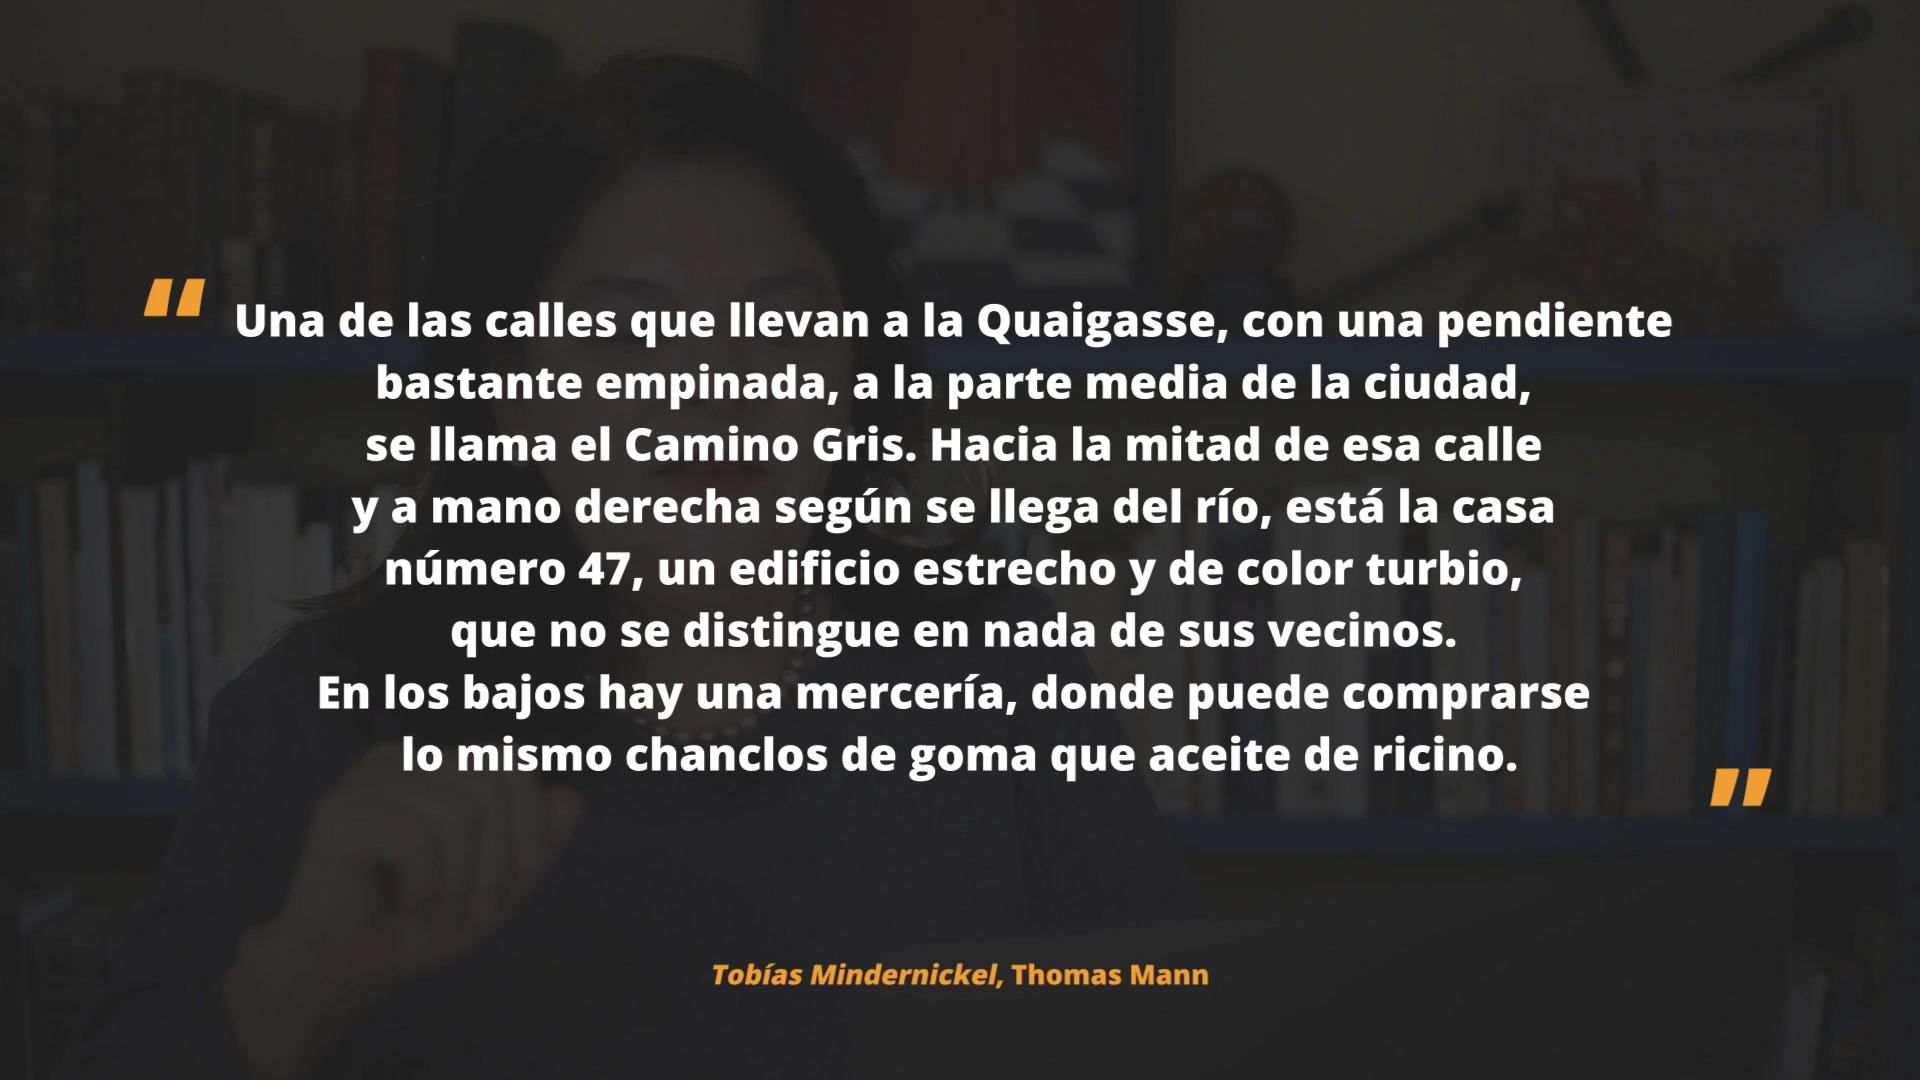 “ Una de las calles que llevan a la Quaigasse, con una pendiente
bastante empinada, a la parte media de la ciudad,
se llama el Camino Gris. Hacia la mitad de esa calle
y a mano derecha según se llega del río, está la casa
número 47, un edificio estrecho y de color turbio,
que no se distingue en nada de sus vecinos.
En los bajos hay una mercería, donde puede comprarse
lo mismo chanclos de goma que aceite de ricino. ”
Tobías Mindernickel, Thomas Mann